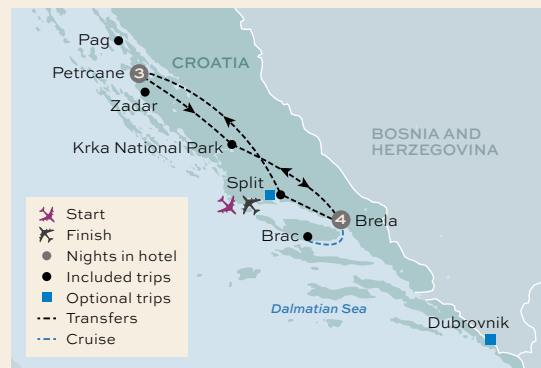 Pag
Petrcane
3
CROATIA
Zadar
Krka National Park
BOSNIA AND
HERZEGOVINA
Split
4
Brela
Brac
Dalmatian Sea
Dubrovnik
Start
Finish
Nights in hotel
Included trips
Optional trips
Transfers
Cruise